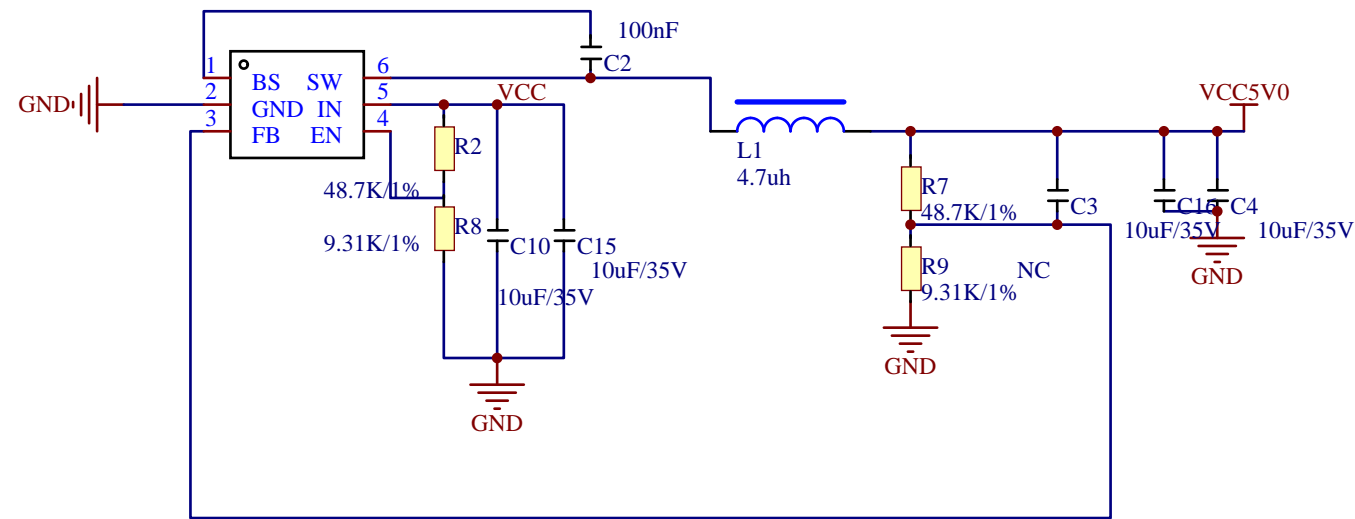 100nF
C2
1
BS
SW
6
GND
2
GND
IN
5
VCC
3
FB
EN
4
R2
48.7K/1%
R8
9.31K/1%
C10
10uF/35V
C15
10uF/35V
GND
L1
4.7uh
VCC5V0
R7
48.7K/1%
C3
C16
10uF/35V
C4
10uF/35V
GND
R9
9.31K/1%
NC
GND